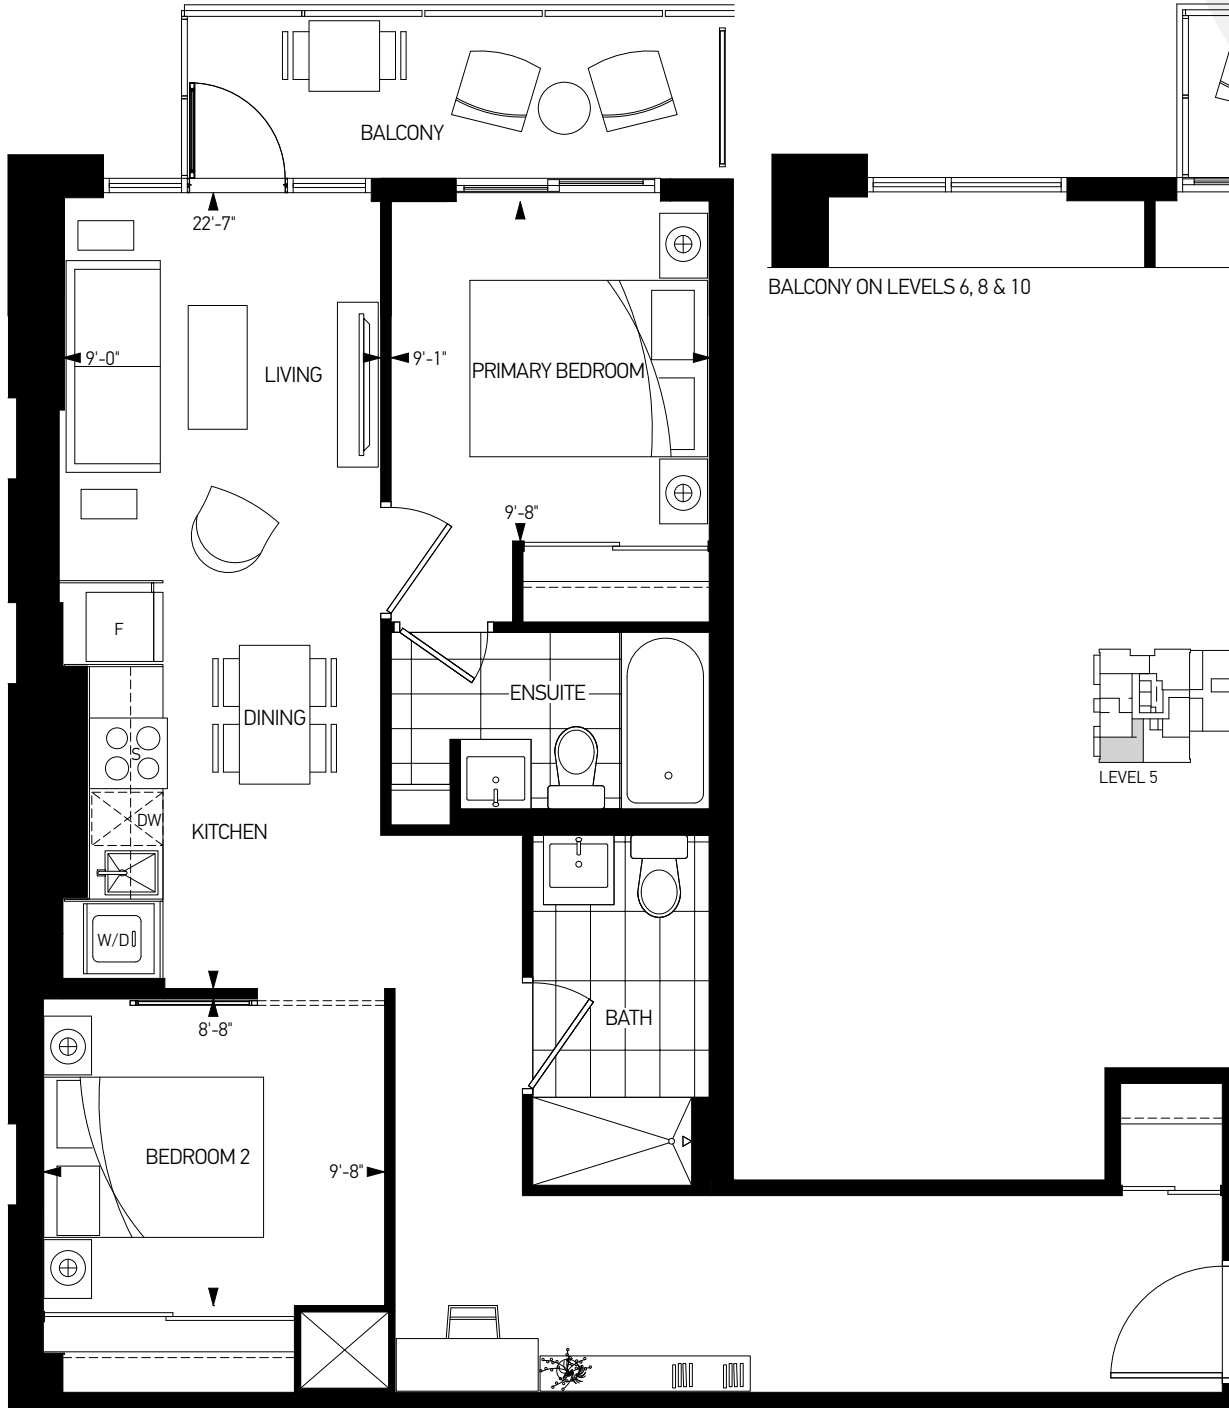 BALCONY
22'-7"
BALCONY ON LEVELS 6, 8 & 10
9'-0"
9'-1"
LIVING
PRIMARY BEDROOM
9'-8"
F
ENSUITE
DINING
S
LEVEL 5
DW
KITCHEN
W/D
8'-8"
BATH
BEDROOM 2
9'-8"